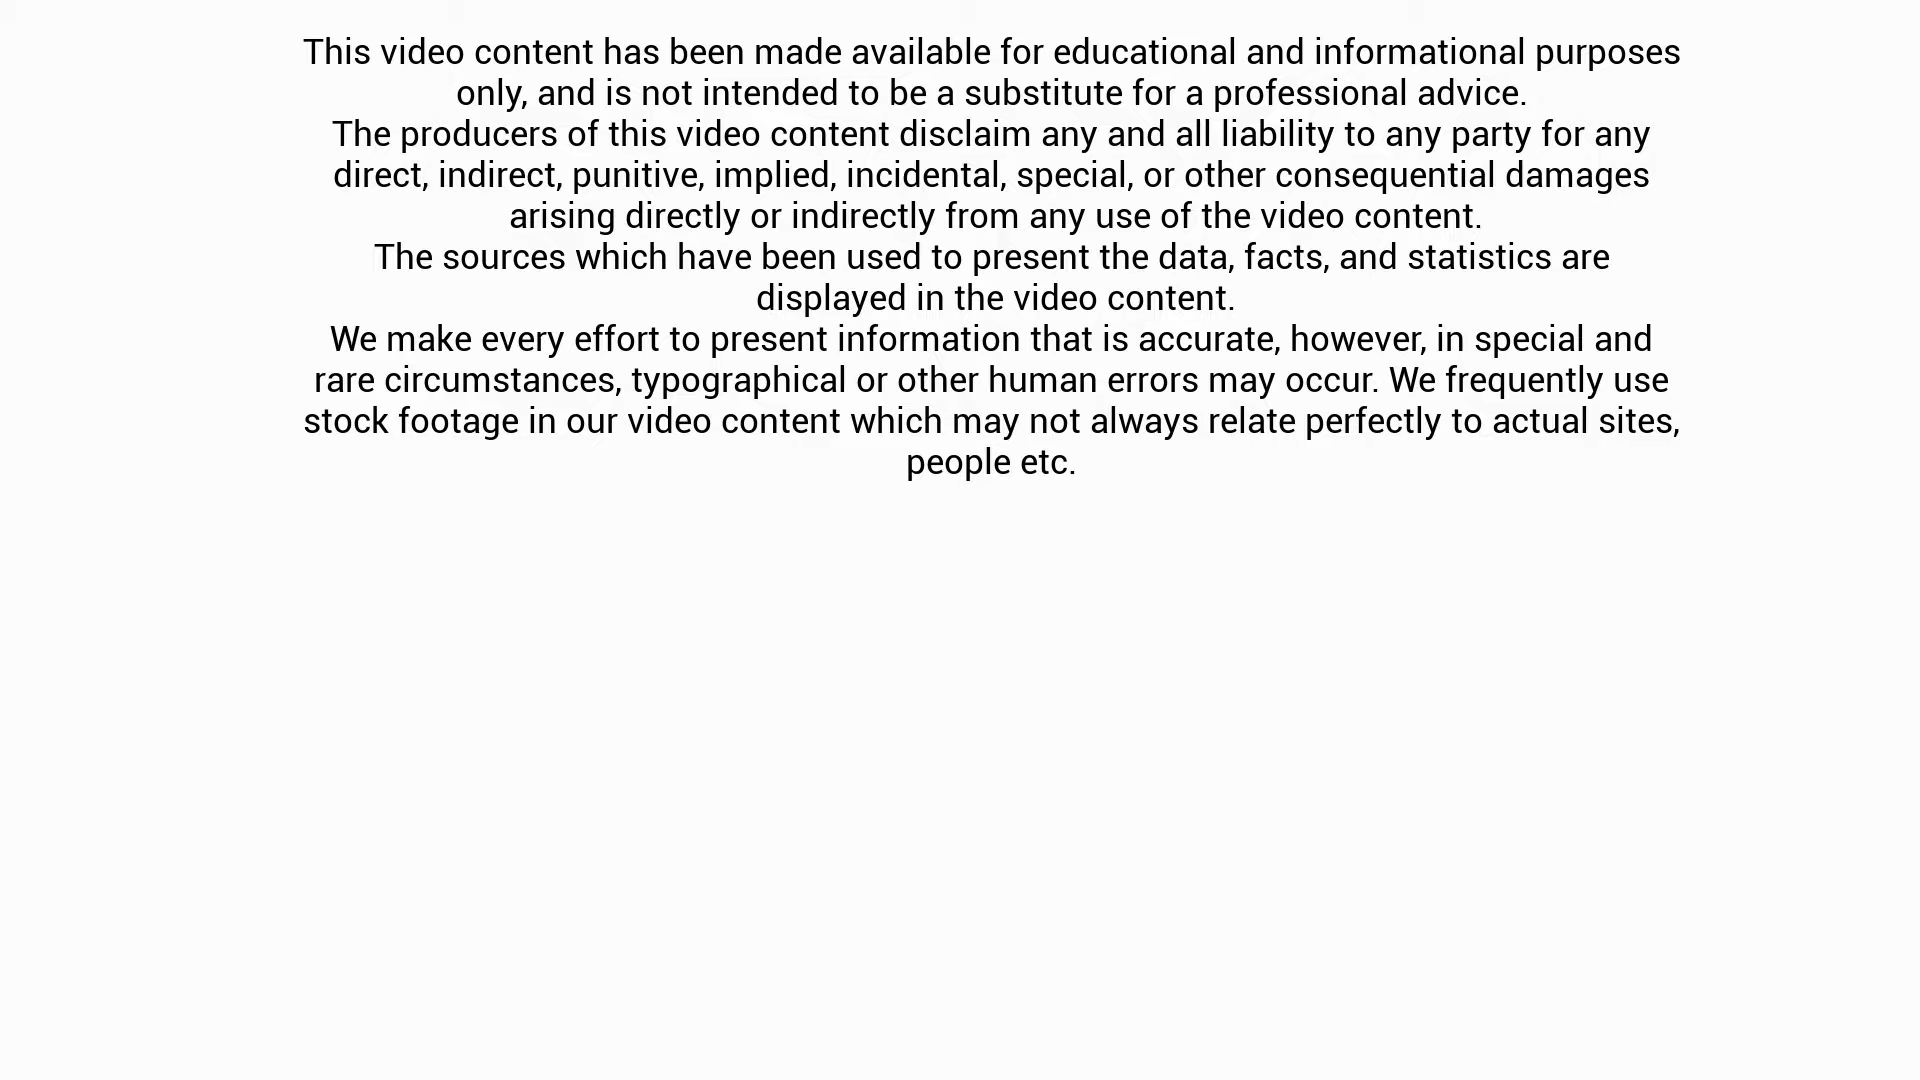 This video content has been made available for educational and informational purposes
only, and is not intended to be a substitute for a professional advice.
The producers of this video content disclaim any and all liability to any party for any
direct, indirect, punitive, implied, incidental, special, or other consequential damages
arising directly or indirectly from any use of the video content.
The sources which have been used to present the data, facts, and statistics are
displayed in the video content.
We make every effort to present information that is accurate, however, in special and
rare circumstances, typographical or other human errors may occur. We frequently use
stock footage in our video content which may not always relate perfectly to actual sites,
people etc.